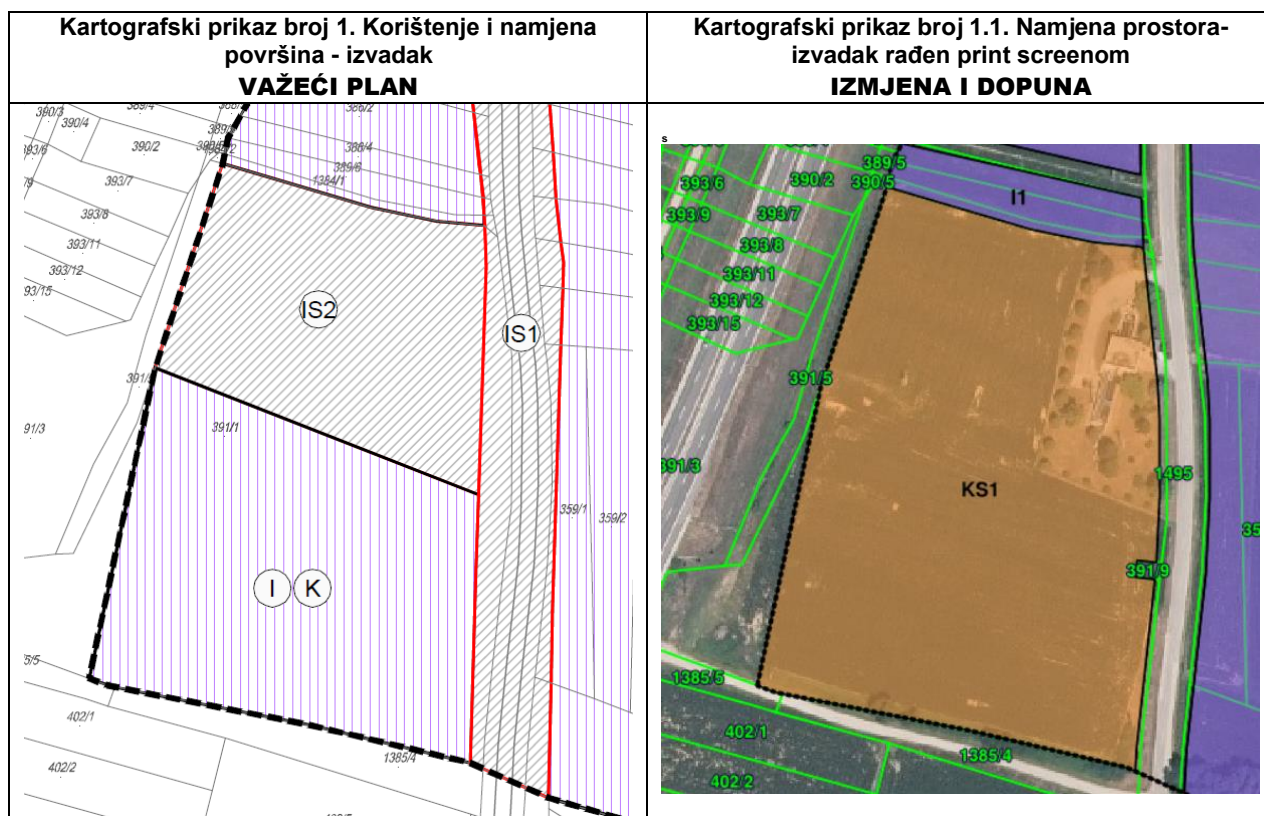 Kartografski prikaz broj 1. Korištenje i namjena
površina - izvadak
VAŽEĆI PLAN
Kartografski prikaz broj 1.1. Namjena prostora-
izvadak rađen print screenom
IZMJENA I DOPUNA
390/3
390/4
390/2
393/7
393/8
393/11
393/12
386/2
386/4
389/6
1384/1
IS2
IS1
391/1
359/1
359/2
I
K
402/1
402/2
1385/4
s
389/5
390/5
390/2
393/6
393/7
393/9
393/8
393/11
393/12
393/15
I1
391/5
391/3
1495
KS1
391/9
1385/5
402/1
1385/4
402/2